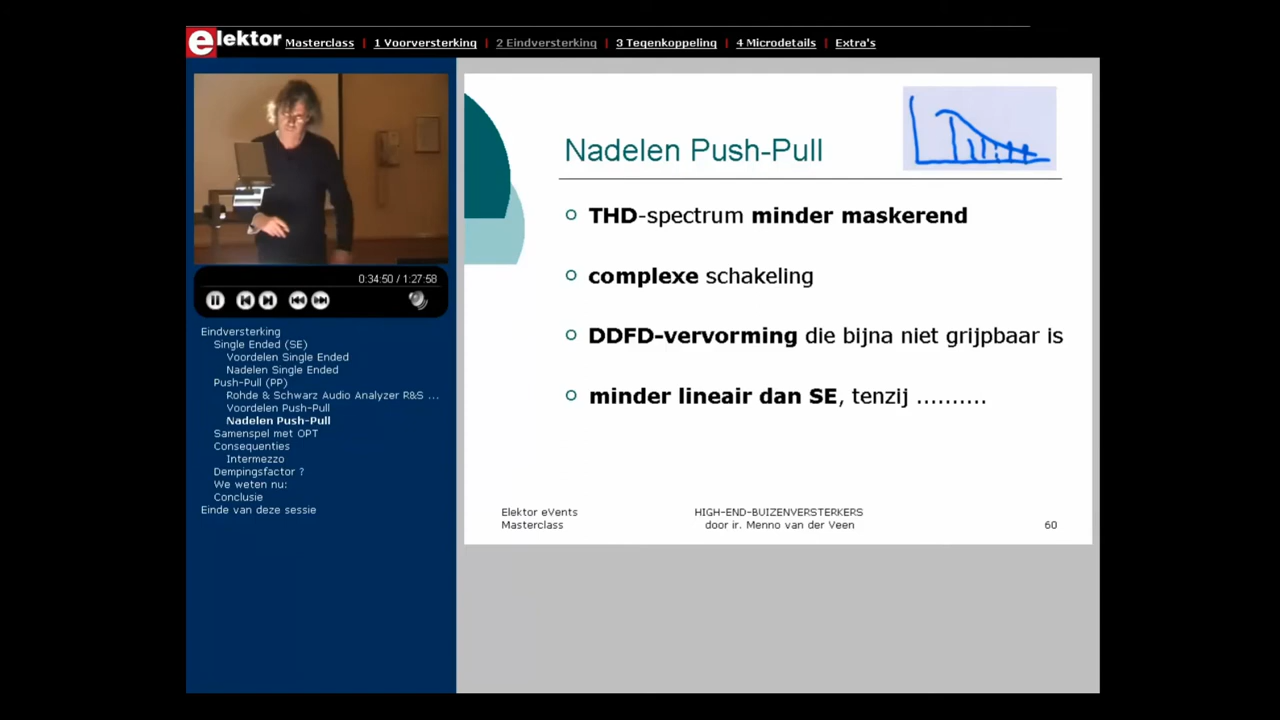 elektor Masterclass | 1 Voorversterking | 2 Eindversterking | 3 Tegenkoppeling | 4 Microdetails | Extra's
0:34:50 / 1:27:58
Eindversterking
Single Ended (SE)
Voordelen Single Ended
Nadelen Single Ended
Push-Pull (PP)
Rohde & Schwarz Audio Analyzer R&S ...
Voordelen Push-Pull
Nadelen Push-Pull
Samenspel met OPT
Consequenties
Intermezzo
Dempingsfactor ?
We weten nu:
Conclusie
Einde van deze sessie
Nadelen Push-Pull
THD-spectrum minder maskerend
complexe schakeling
DDFD-vervorming die bijna niet grijpbaar is
minder lineair dan SE, tenzij ..........
Elektor eVents
Masterclass
HIGH-END-BUIZENVERSTERKERS
door ir. Menno van der Veen
60